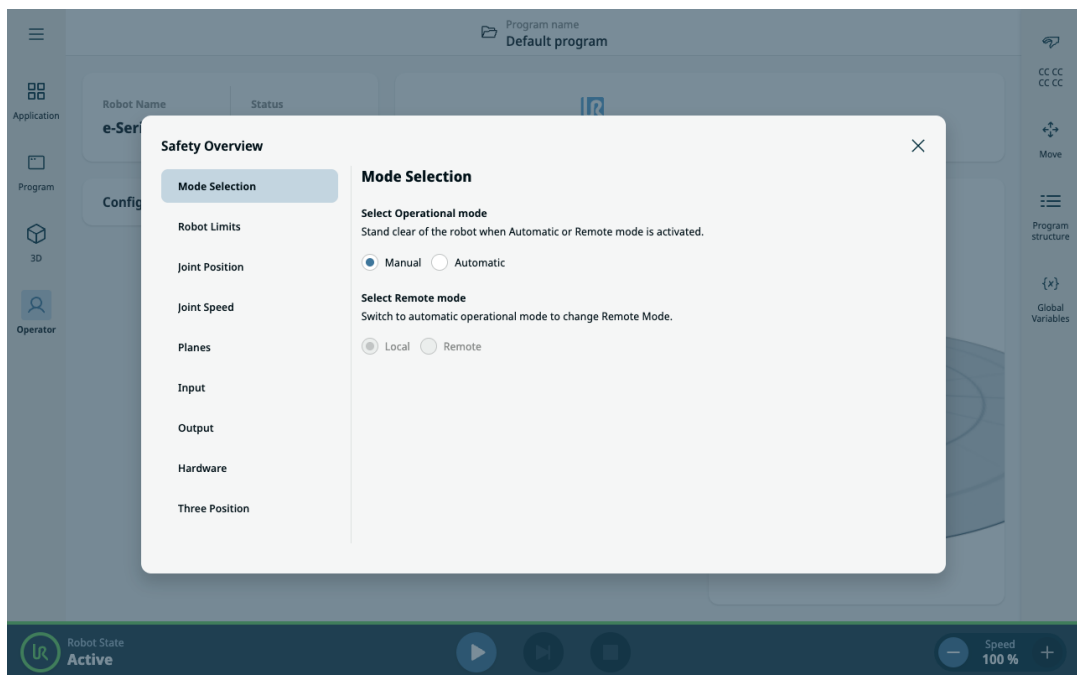 Program name
Default program
Application
Program
3D
Operator
Robot Name
e-Seri
Status
Config
Safety Overview
Mode Selection
Robot Limits
Joint Position
Joint Speed
Planes
Input
Output
Hardware
Three Position
Mode Selection
Select Operational mode
Stand clear of the robot when Automatic or Remote mode is activated.
Manual
Automatic
Select Remote mode
Switch to automatic operational mode to change Remote Mode.
Local
Remote
CC CC
CC CC
Move
Program
structure
{x}
Global
Variables
UR
Robot State
Active
Speed
100 %